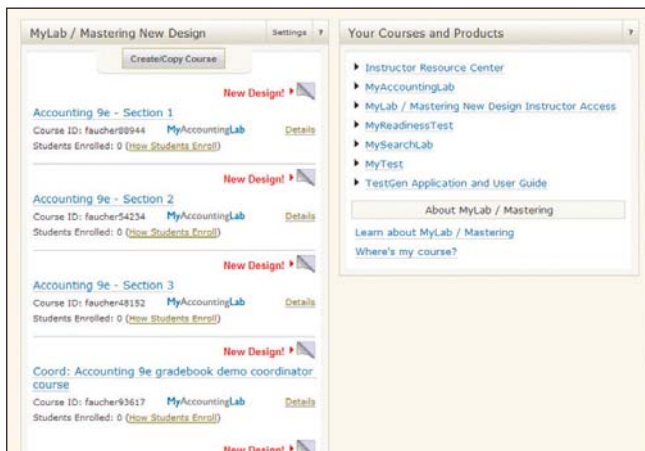 MyLab / Mastering New Design
Settings
?
Create/Copy Course
New Design!
Accounting 9e - Section 1
Course ID: faucher88944 MyAccountingLab Details
Students Enrolled: 0 (How Students Enroll)
New Design!
Accounting 9e - Section 2
Course ID: faucher54234 MyAccountingLab Details
Students Enrolled: 0 (How Students Enroll)
New Design!
Accounting 9e - Section 3
Course ID: faucher48152 MyAccountingLab Details
Students Enrolled: 0 (How Students Enroll)
New Design!
Coord: Accounting 9e gradebook demo coordinator
course
Course ID: faucher93617 MyAccountingLab Details
Students Enrolled: 0 (How Students Enroll)
New Design!
Your Courses and Products
?
Instructor Resource Center
MyAccountingLab
MyLab / Mastering New Design Instructor Access
MyReadinessTest
MySearchLab
MyTest
TestGen Application and User Guide
About MyLab / Mastering
Learn about MyLab / Mastering
Where's my course?